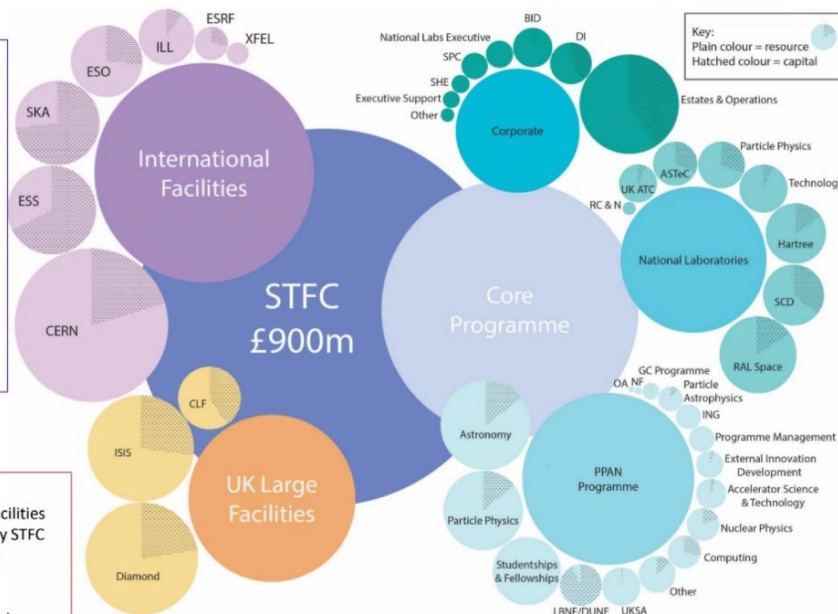 ESRF
ILL
XFEL
ESO
SKA
International
Facilities
ESS
CERN
STFC
£900m
CLF
ISIS
UK Large
Facilities
Diamond
cilities
y STFC
BID
National Labs Executive
DI
SPC
SHE
Executive Support
Other
Corporate
Estates & Operations
Key:
Plain colour = resource
Hatched colour = capital
Particle Physics
ASTeC
Technolog
UK ATC
RC & N
Hartree
National Laboratories
SCD
RAL Space
Core
Programme
GC Programme
OA
NF
Particle
Astrophysics
ING
Astronomy
Programme Management
PPAN
Programme
External Innovation
Development
Accelerator Science
& Technology
Particle Physics
Nuclear Physics
Computing
Studentships
& Fellowships
Other
LBNF/DUNE
UKSA